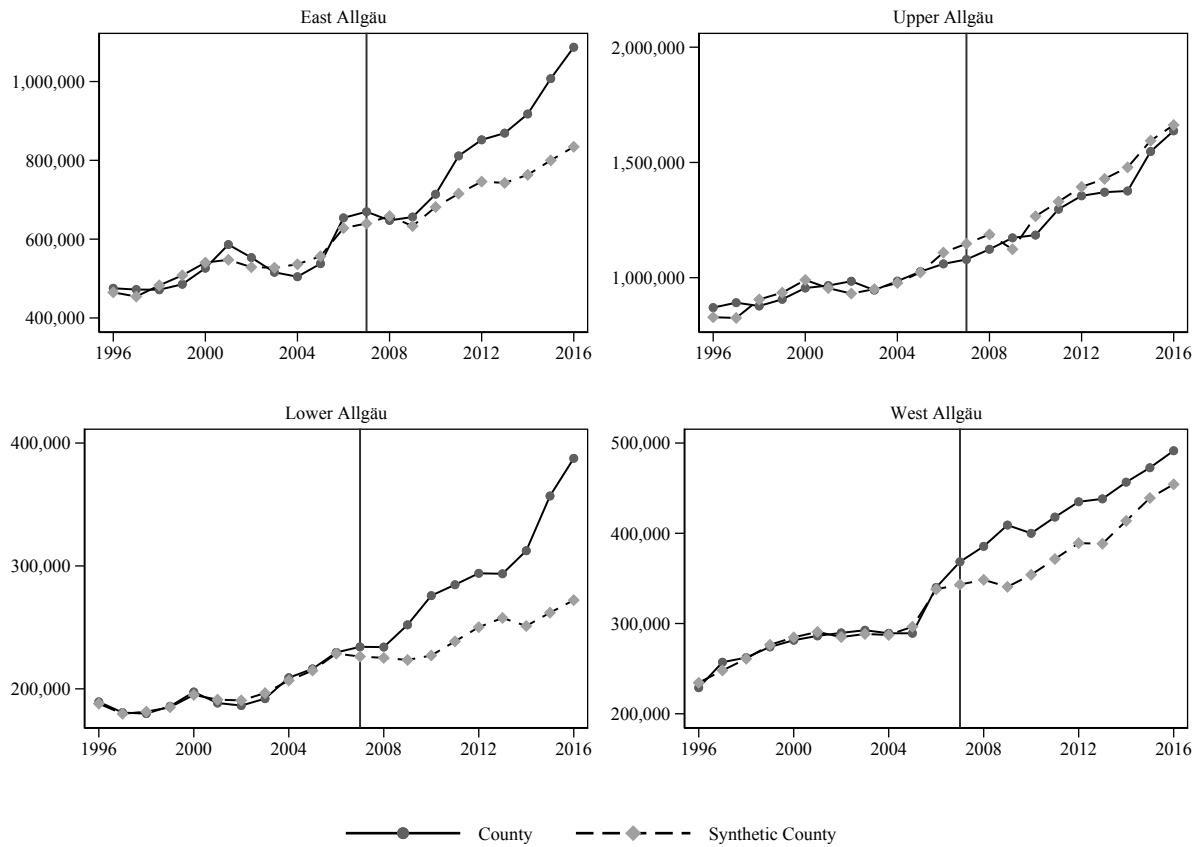 East Allgäu
1,000,000
800,000
600,000
400,000
1996 2000 2004 2008 2012 2016
Upper Allgäu
2,000,000
1,500,000
1,000,000
1996 2000 2004 2008 2012 2016
Lower Allgäu
400,000
300,000
200,000
1996 2000 2004 2008 2012 2016
West Allgäu
500,000
400,000
300,000
200,000
1996 2000 2004 2008 2012 2016
County Synthetic County